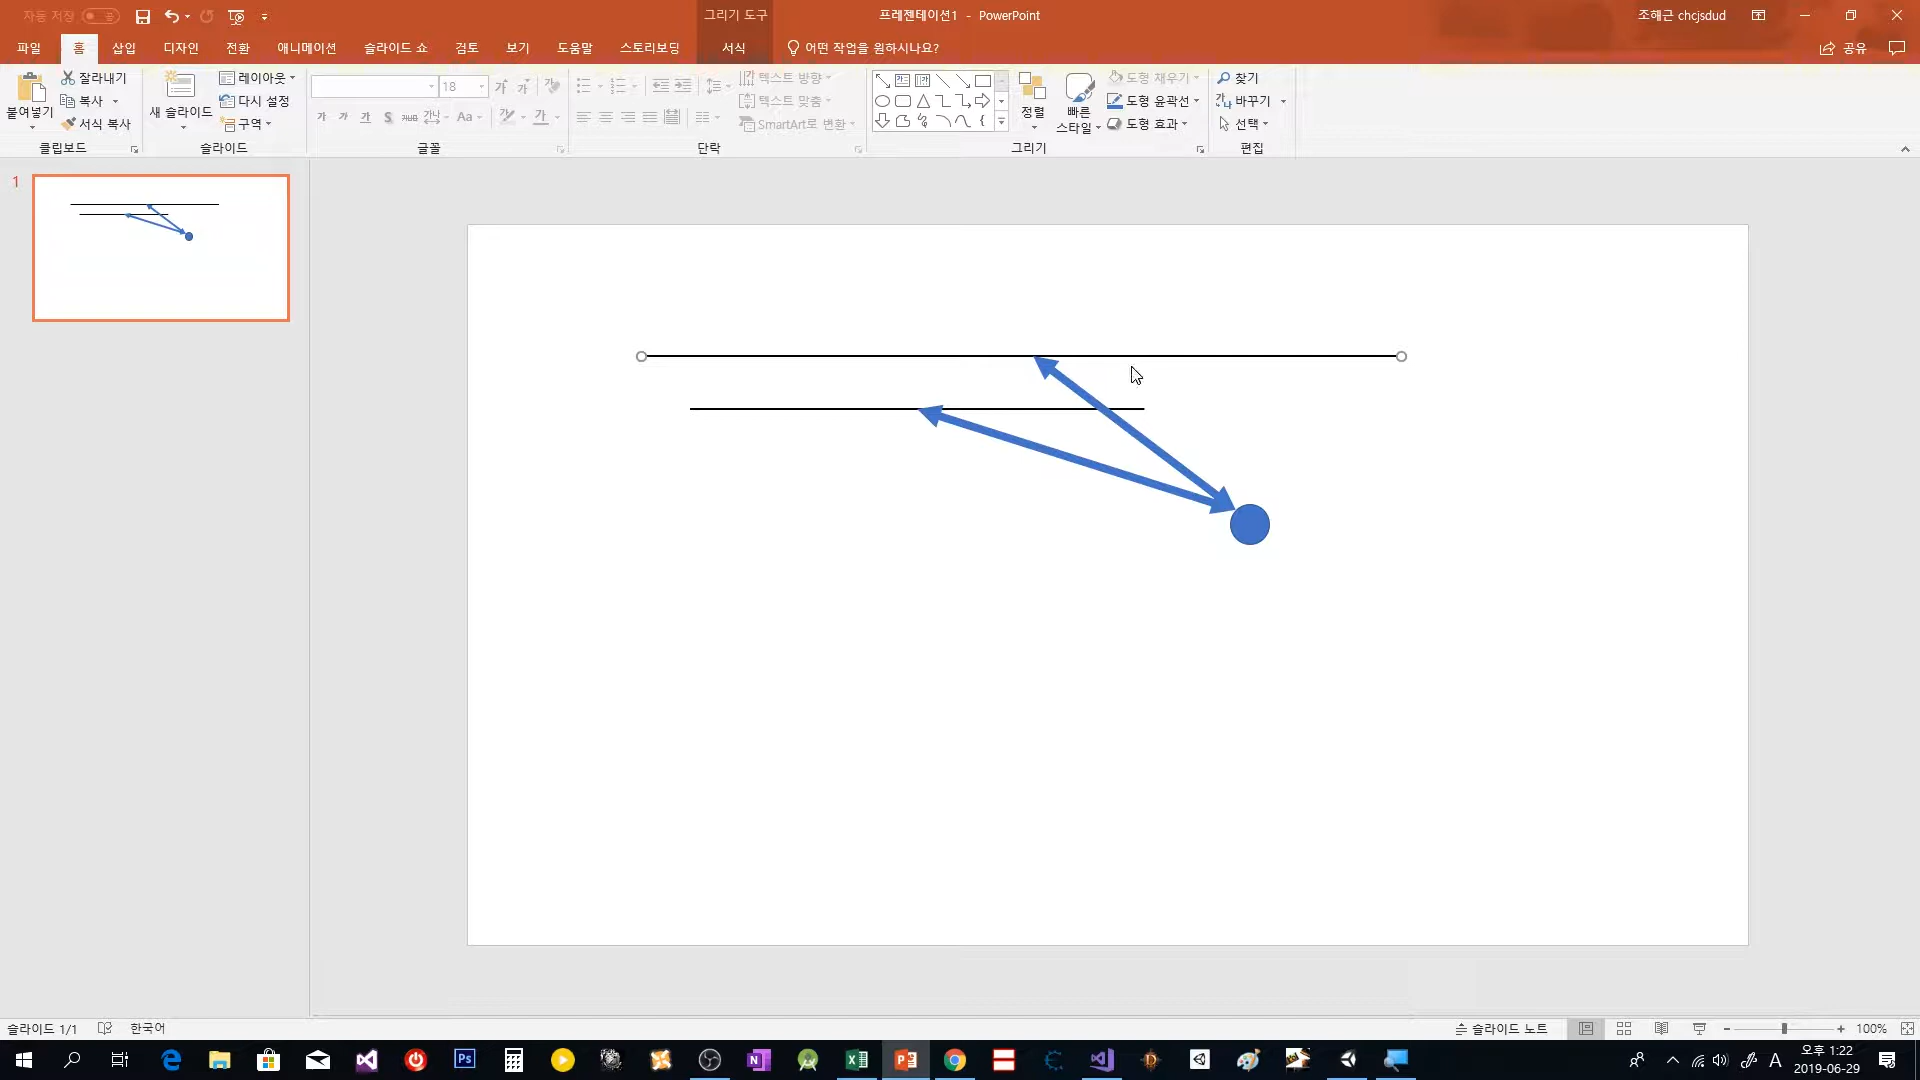 자동 저장
그리기 도구
프레젠테이션1 - PowerPoint
조해근 chcjsdud
파일 홈 삽입 디자인 전환 애니메이션 슬라이드 쇼 검토 보기 도움말 스토리보딩 서식 어떤 작업을 원하시나요? 공유
붙여넣기
잘라내기
복사
서식 복사
클립보드
새 슬라이드
레이아웃
다시 설정
구역
슬라이드
18
가 가 가 S 가나 Aa 가
글꼴
텍스트 방향
텍스트 맞춤
SmartArt로 변환
단락
정렬
빠른
스타일
도형 채우기
도형 윤곽선
도형 효과
그리기
찾기
바꾸기
선택
편집
1
슬라이드 1/1 한국어 슬라이드 노트 100%
Ps
A
오후 1:22
2019-06-29